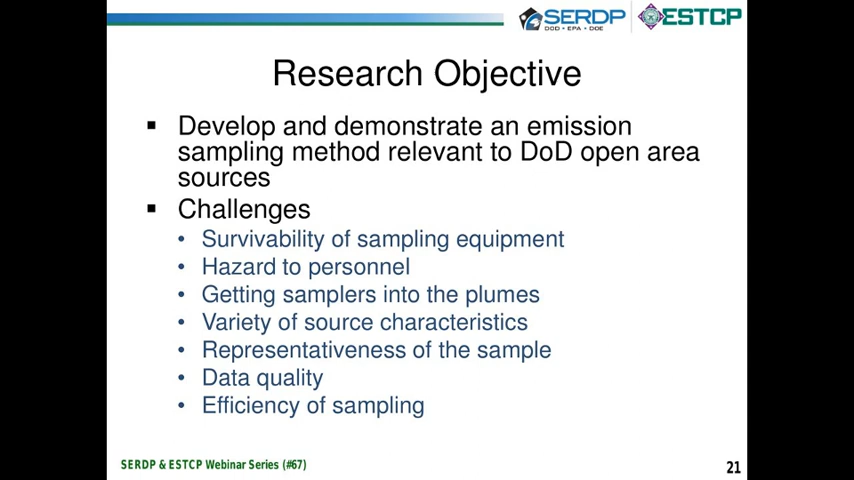 SERDP
DOD • EPA • DOE
ESTCP
Research Objective
▪ Develop and demonstrate an emission
sampling method relevant to DoD open area
sources
▪ Challenges
• Survivability of sampling equipment
• Hazard to personnel
• Getting samplers into the plumes
• Variety of source characteristics
• Representativeness of the sample
• Data quality
• Efficiency of sampling
SERDP & ESTCP Webinar Series (#67)
21